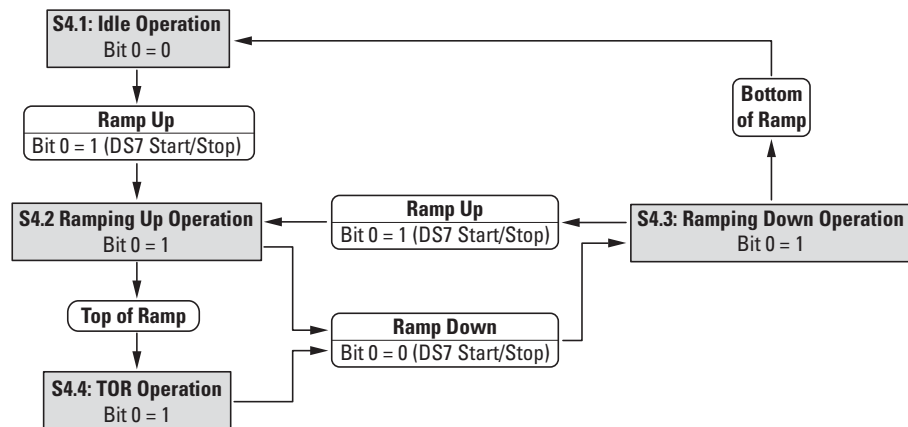 S4.1: Idle Operation
Bit 0 = 0
Bottom
of Ramp
Ramp Up
Bit 0 = 1 (DS7 Start/Stop)
S4.2 Ramping Up Operation
Bit 0 = 1
Ramp Up
Bit 0 = 1 (DS7 Start/Stop)
S4.3: Ramping Down Operation
Bit 0 = 1
Top of Ramp
Ramp Down
Bit 0 = 0 (DS7 Start/Stop)
S4.4: TOR Operation
Bit 0 = 1